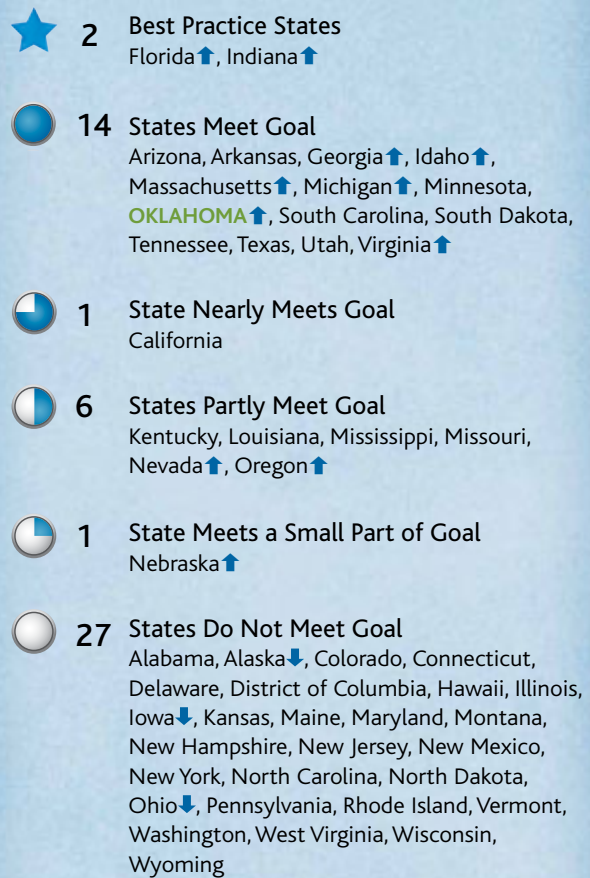 2 Best Practice States
Florida⬆, Indiana⬆
14 States Meet Goal
Arizona, Arkansas, Georgia⬆, Idaho⬆,
Massachusetts⬆, Michigan⬆, Minnesota,
OKLAHOMA⬆, South Carolina, South Dakota,
Tennessee, Texas, Utah, Virginia⬆
1 State Nearly Meets Goal
California
6 States Partly Meet Goal
Kentucky, Louisiana, Mississippi, Missouri,
Nevada⬆, Oregon⬆
1 State Meets a Small Part of Goal
Nebraska⬆
27 States Do Not Meet Goal
Alabama, Alaska⬇, Colorado, Connecticut,
Delaware, District of Columbia, Hawaii, Illinois,
Iowa⬇, Kansas, Maine, Maryland, Montana,
New Hampshire, New Jersey, New Mexico,
New York, North Carolina, North Dakota,
Ohio⬇, Pennsylvania, Rhode Island, Vermont,
Washington, West Virginia, Wisconsin,
Wyoming